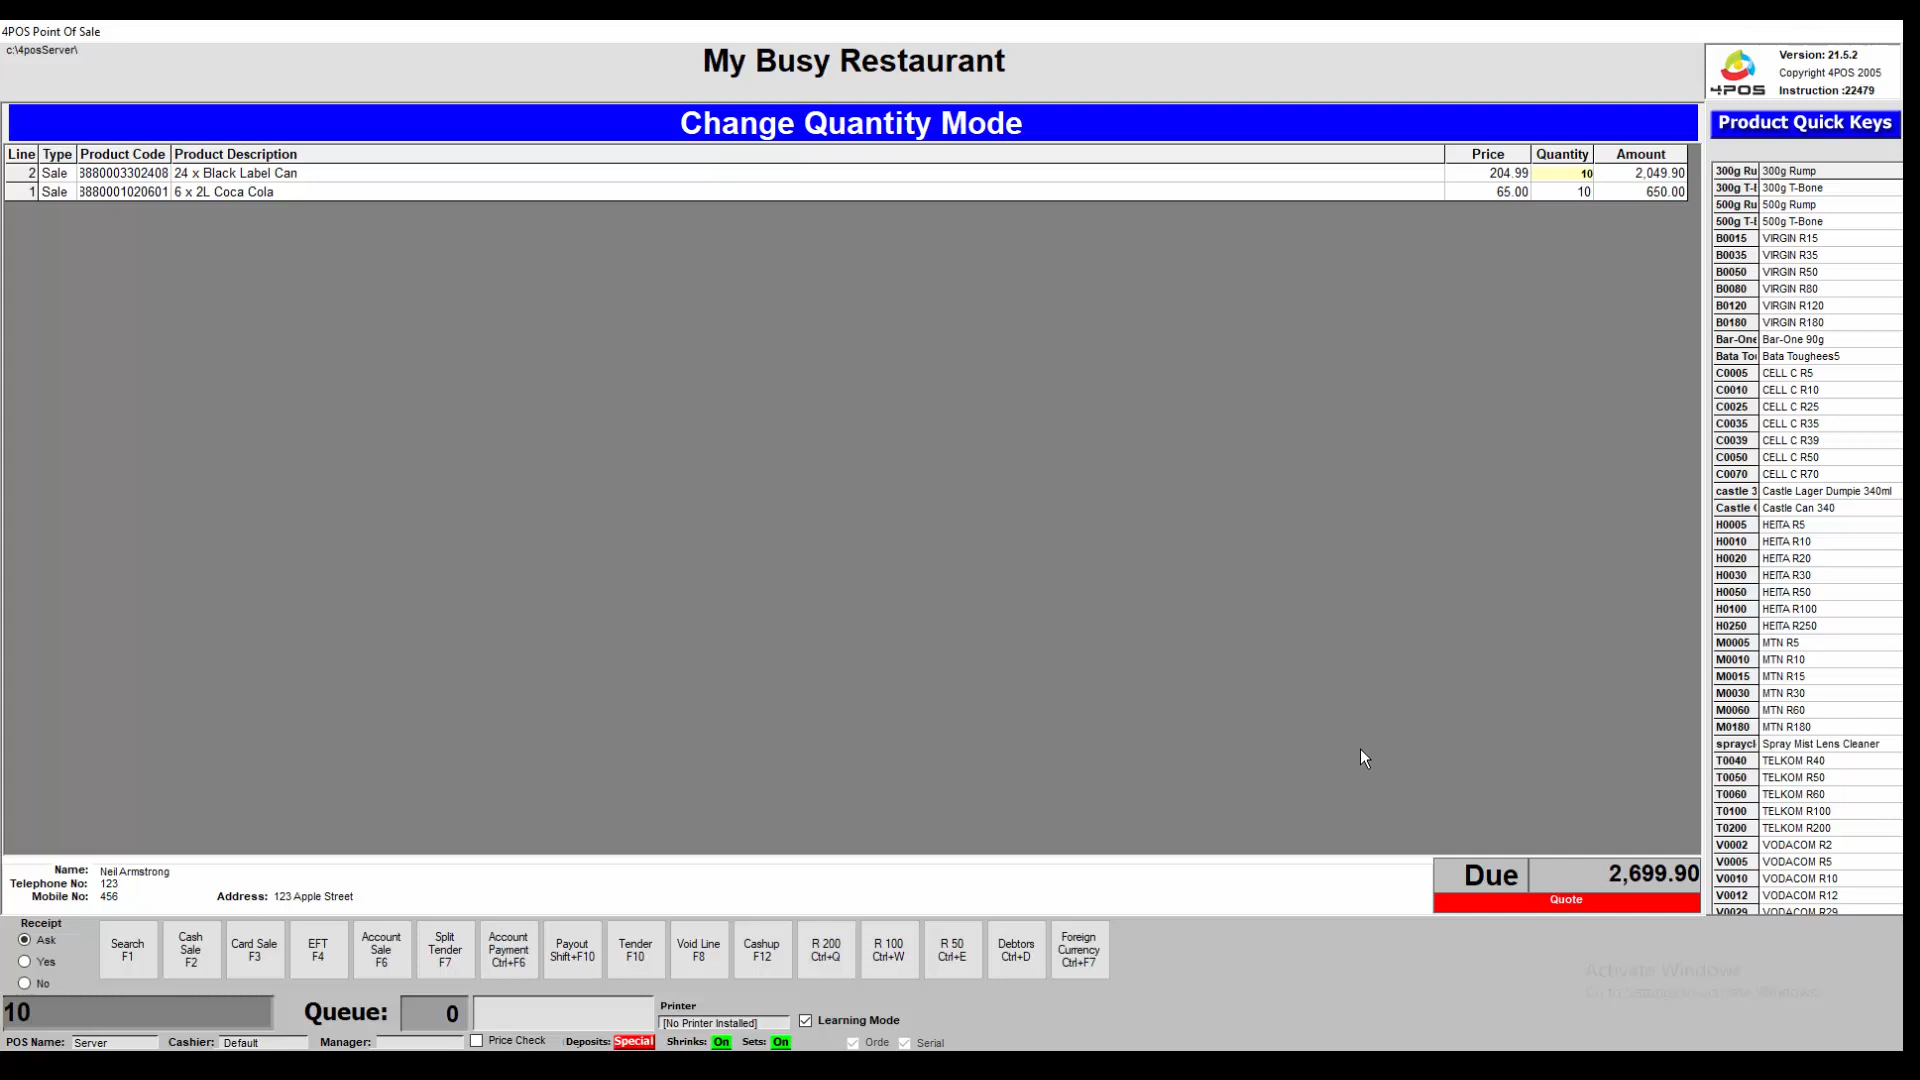 4POS Point Of Sale
c:\4posServer\
My Busy Restaurant
4POS
Version: 21.5.2
Copyright 4POS 2005
Instruction :22479
Change Quantity Mode
Product Quick Keys
Line Type Product Code Product Description Price Quantity Amount
2 Sale 3880003302408 24 x Black Label Can 204.99 10 2,049.90
1 Sale 3880001020601 6 x 2L Coca Cola 65.00 10 650.00
300g Ru 300g Rump
300g T-B 300g T-Bone
500g Ru 500g Rump
500g T-B 500g T-Bone
B0015 VIRGIN R15
B0035 VIRGIN R35
B0050 VIRGIN R50
B0080 VIRGIN R80
B0120 VIRGIN R120
B0180 VIRGIN R180
Bar-One Bar-One 90g
Bata Tou Bata Toughees5
C0005 CELL C R5
C0010 CELL C R10
C0025 CELL C R25
C0035 CELL C R35
C0039 CELL C R39
C0050 CELL C R50
C0070 CELL C R70
castle 3 Castle Lager Dumpie 340ml
Castle C Castle Can 340
H0005 HEITA R5
H0010 HEITA R10
H0020 HEITA R20
H0030 HEITA R30
H0050 HEITA R50
H0100 HEITA R100
H0250 HEITA R250
M0005 MTN R5
M0010 MTN R10
M0015 MTN R15
M0030 MTN R30
M0060 MTN R60
M0180 MTN R180
spraycl Spray Mist Lens Cleaner
T0040 TELKOM R40
T0050 TELKOM R50
T0060 TELKOM R60
T0100 TELKOM R100
T0200 TELKOM R200
V0002 VODACOM R2
V0005 VODACOM R5
V0010 VODACOM R10
V0012 VODACOM R12
V0029 VODACOM R29
Name: Neil Armstrong
Telephone No: 123
Mobile No: 456 Address: 123 Apple Street
Due 2,699.90
Quote
Receipt
Ask
Yes
No
Search F1
Cash Sale F2
Card Sale F3
EFT F4
Account Sale F6
Split Tender F7
Account Payment Ctrl+F6
Payout Shift+F10
Tender F10
Void Line F8
Cashup F12
R 200 Ctrl+Q
R 100 Ctrl+W
R 50 Ctrl+E
Debtors Ctrl+D
Foreign Currency Ctrl+F7
Activate Windows
Go to Settings to activate Windows.
10 Queue: 0
Printer
[No Printer Installed] Learning Mode
POS Name: Server Cashier: Default Manager: Price Check Deposits: Special Shrinks: On Sets: On Orde Serial